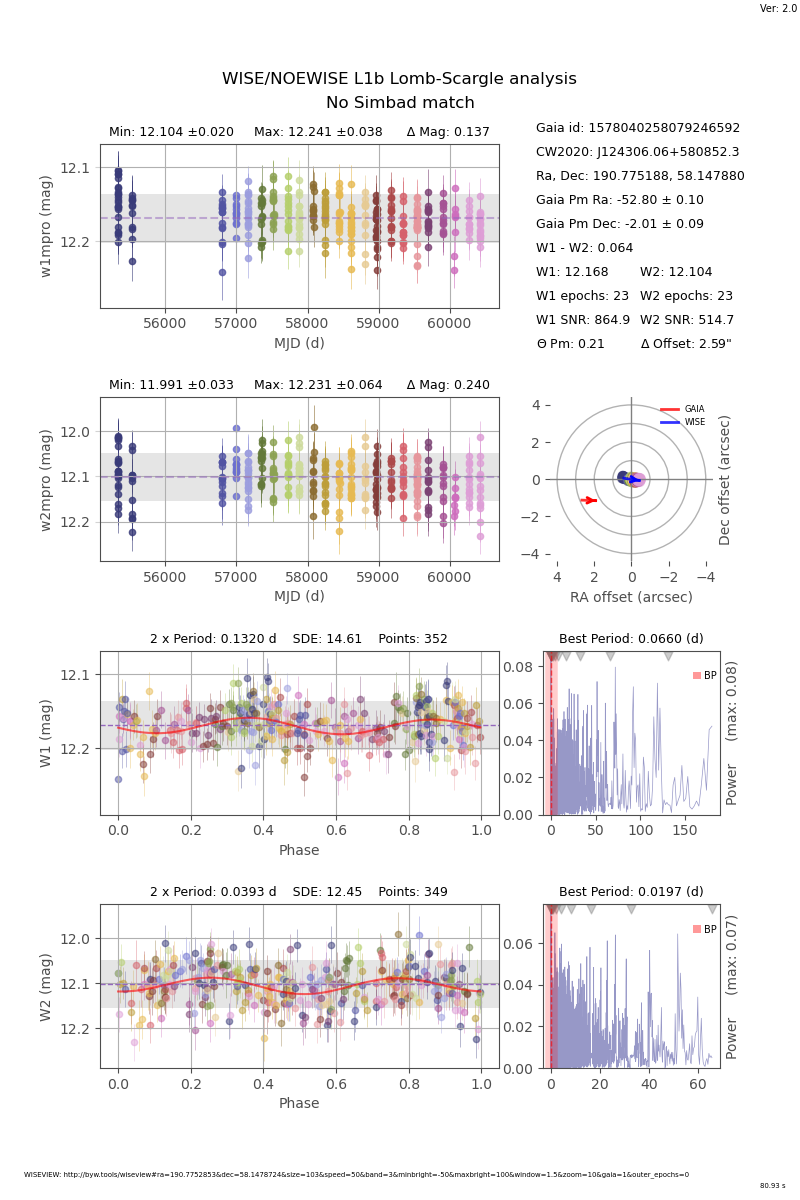 Ver: 2.0
WISE/NOEWISE L1b Lomb-Scargle analysis
No Simbad match
Min: 12.104 ±0.020 Max: 12.241 ±0.038 Δ Mag: 0.137
12.1
12.2
w1mpro (mag)
56000 57000 58000 59000 60000
MJD (d)
Gaia id: 1578040258079246592
CW2020: J124306.06+580852.3
Ra, Dec: 190.775188, 58.147880
Gaia Pm Ra: -52.80 ± 0.10
Gaia Pm Dec: -2.01 ± 0.09
W1 - W2: 0.064
W1: 12.168 W2: 12.104
W1 epochs: 23 W2 epochs: 23
W1 SNR: 864.9 W2 SNR: 514.7
Θ Pm: 0.21 Δ Offset: 2.59"
Min: 11.991 ±0.033 Max: 12.231 ±0.064 Δ Mag: 0.240
12.0
12.1
12.2
w2mpro (mag)
56000 57000 58000 59000 60000
MJD (d)
GAIA
WISE
4
2
0
−2
−4
4 2 0 −2 −4
RA offset (arcsec)
Dec offset (arcsec)
2 x Period: 0.1320 d SDE: 14.61 Points: 352
12.1
12.2
W1 (mag)
0.0 0.2 0.4 0.6 0.8 1.0
Phase
Best Period: 0.0660 (d)
BP
0.08
0.06
0.04
0.02
0.00
0 50 100 150
Power (max: 0.08)
2 x Period: 0.0393 d SDE: 12.45 Points: 349
12.0
12.1
12.2
W2 (mag)
0.0 0.2 0.4 0.6 0.8 1.0
Phase
Best Period: 0.0197 (d)
BP
0.06
0.04
0.02
0.00
0 20 40 60
Power (max: 0.07)
WISEVIEW: http://byw.tools/wiseview#ra=190.7752853&dec=58.1478724&size=103&speed=50&band=3&minbright=-50&maxbright=100&window=1.5&zoom=10&gaia=1&outer_epochs=0
80.93 s